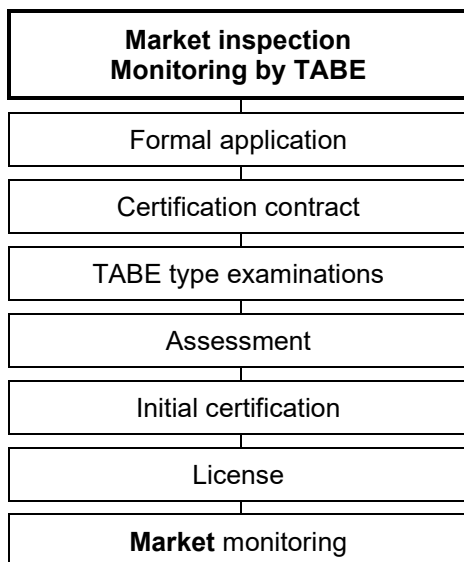 Market inspection
Monitoring by TABE
Formal application
Certification contract
TABE type examinations
Assessment
Initial certification
License
Market monitoring